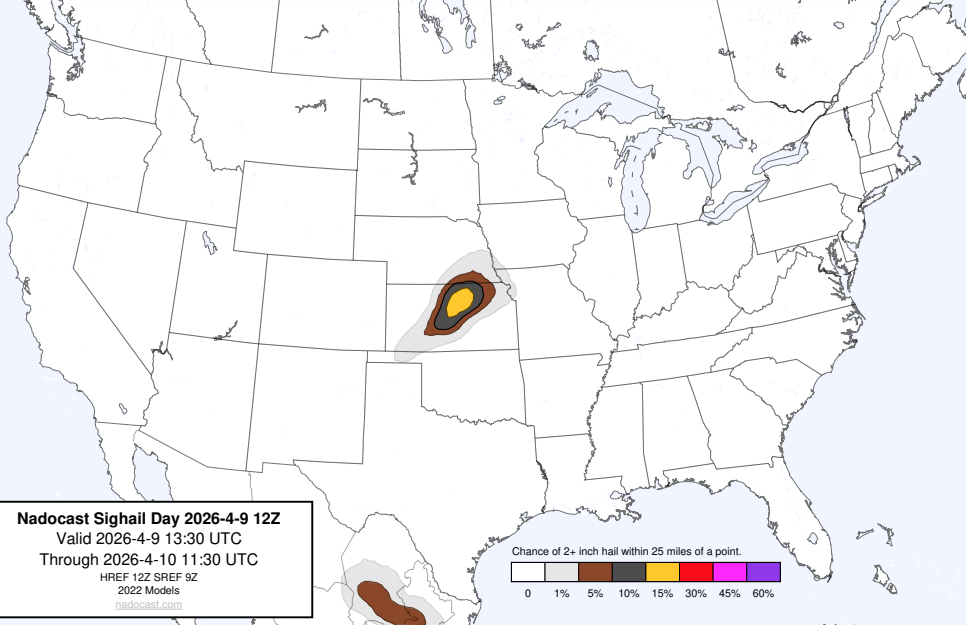 Nadocast Sighail Day 2026-4-9 12Z
Valid 2026-4-9 13:30 UTC
Through 2026-4-10 11:30 UTC
HREF 12Z SREF 9Z
2022 Models
nadocast.com
Chance of 2+ inch hail within 25 miles of a point.
0 1% 5% 10% 15% 30% 45% 60%